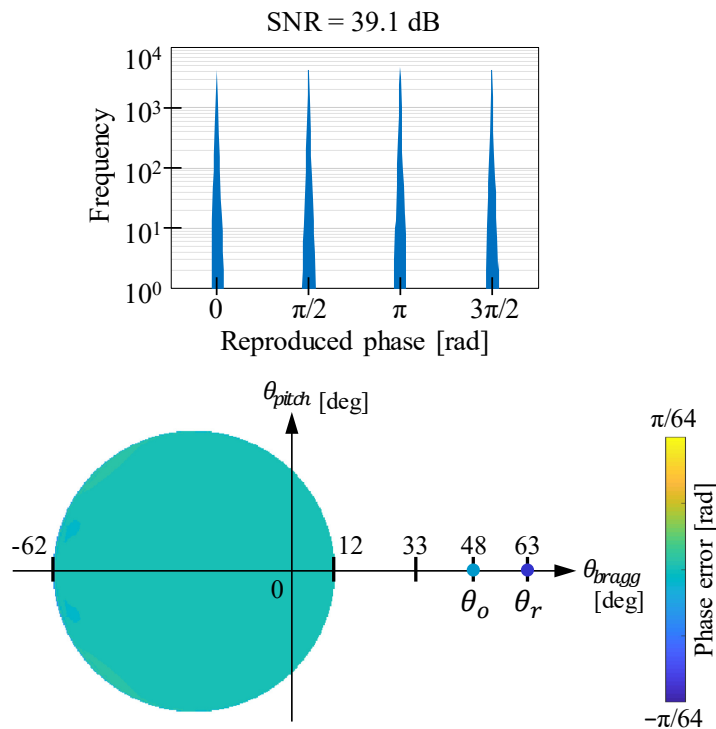 SNR = 39.1 dB
10⁴
10³
10²
10¹
10⁰
Frequency
0 π/2 π 3π/2
Reproduced phase [rad]
θpitch [deg]
π/64
-62 12 33 48 63
0
θo θr
θbragg
[deg]
Phase error [rad]
−π/64